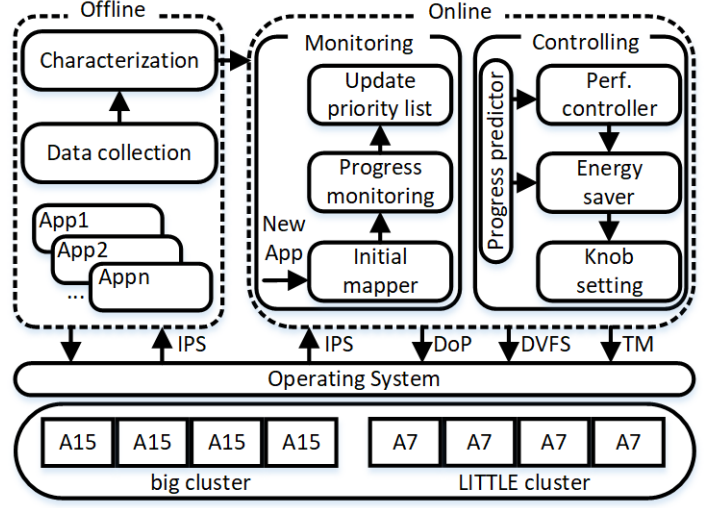 Offline
Online
Characterization
Data collection
App1
App2
Appn
...
Monitoring
Update
priority list
Progress
monitoring
New
App
Initial
mapper
Controlling
Progress predictor
Perf.
controller
Energy
saver
Knob
setting
IPS
IPS
DoP
DVFS
TM
Operating System
A15
A15
A15
A15
A7
A7
A7
A7
big cluster
LITTLE cluster